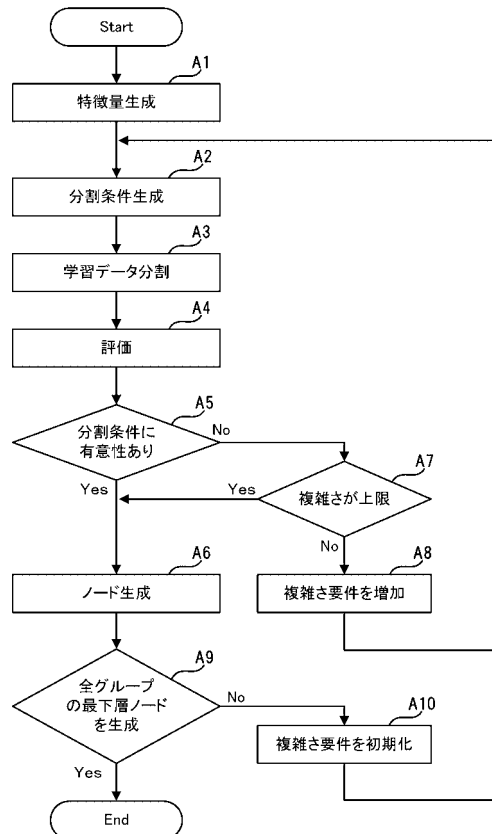 Start
A1
特徴量生成
A2
分割条件生成
A3
学習データ分割
A4
評価
A5
分割条件に
有意性あり
No
Yes
A7
複雑さが上限
Yes
No
A6
ノード生成
A8
複雑さ要件を増加
A9
全グループ
の最下層ノード
を生成
No
Yes
A10
複雑さ要件を初期化
End